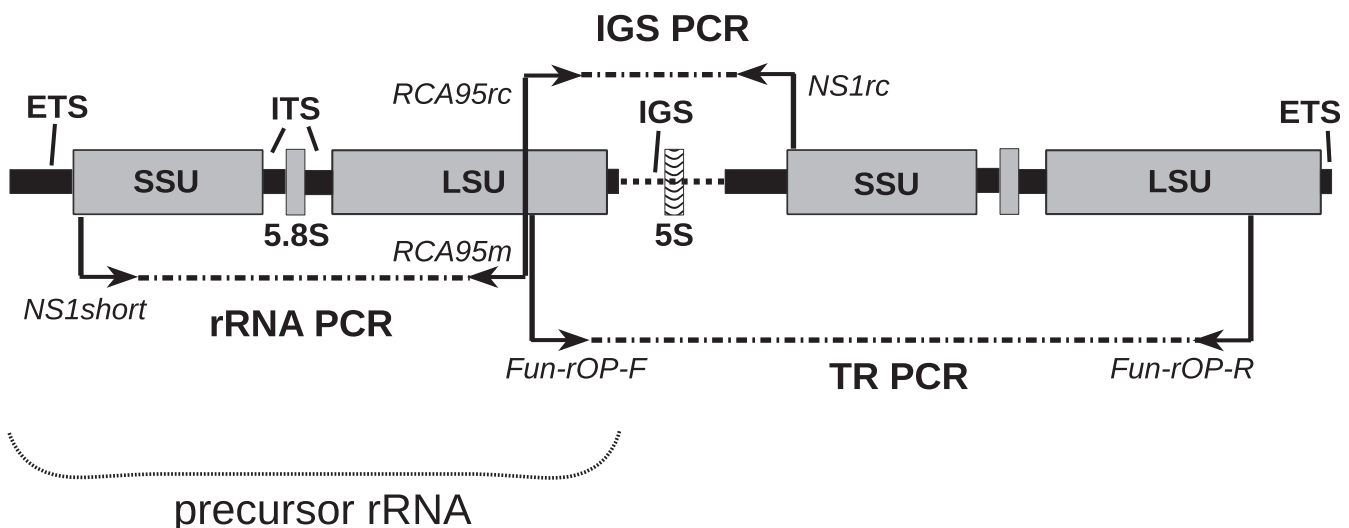 IGS PCR
RCA95rc
NS1rc
ETS
ITS
IGS
ETS
SSU
LSU
SSU
LSU
5.8S
RCA95m
5S
NS1short
rRNA PCR
Fun-rOP-F
TR PCR
Fun-rOP-R
precursor rRNA